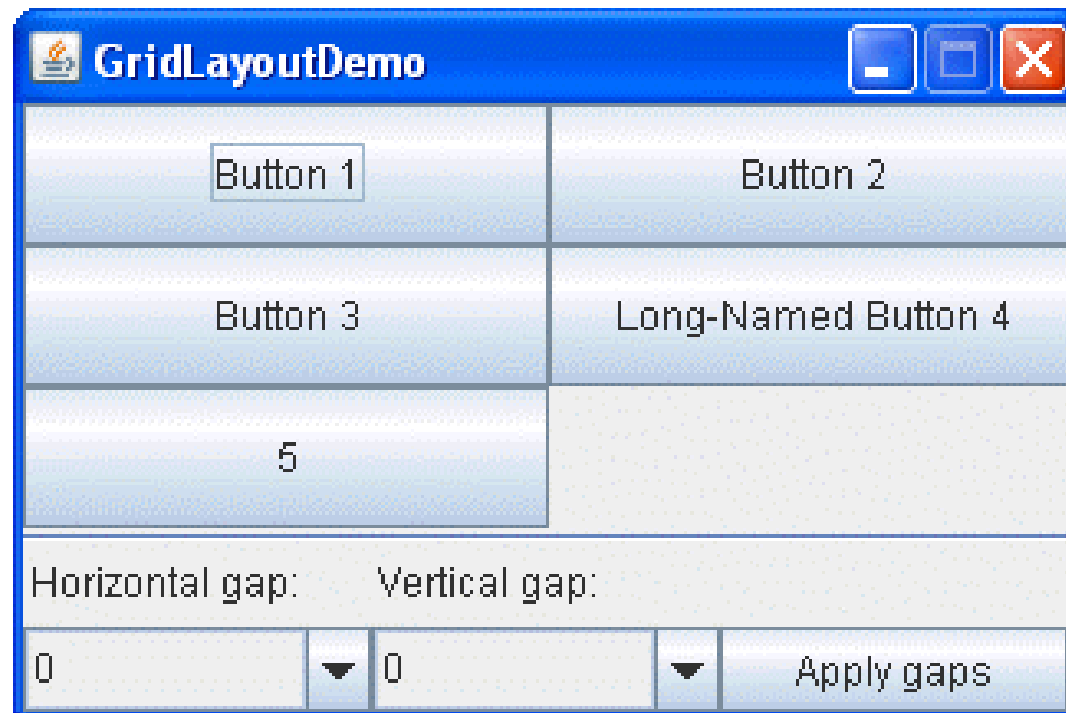 GridLayoutDemo
Button 1 Button 2
Button 3 Long-Named Button 4
5
Horizontal gap: Vertical gap:
0 0 Apply gaps